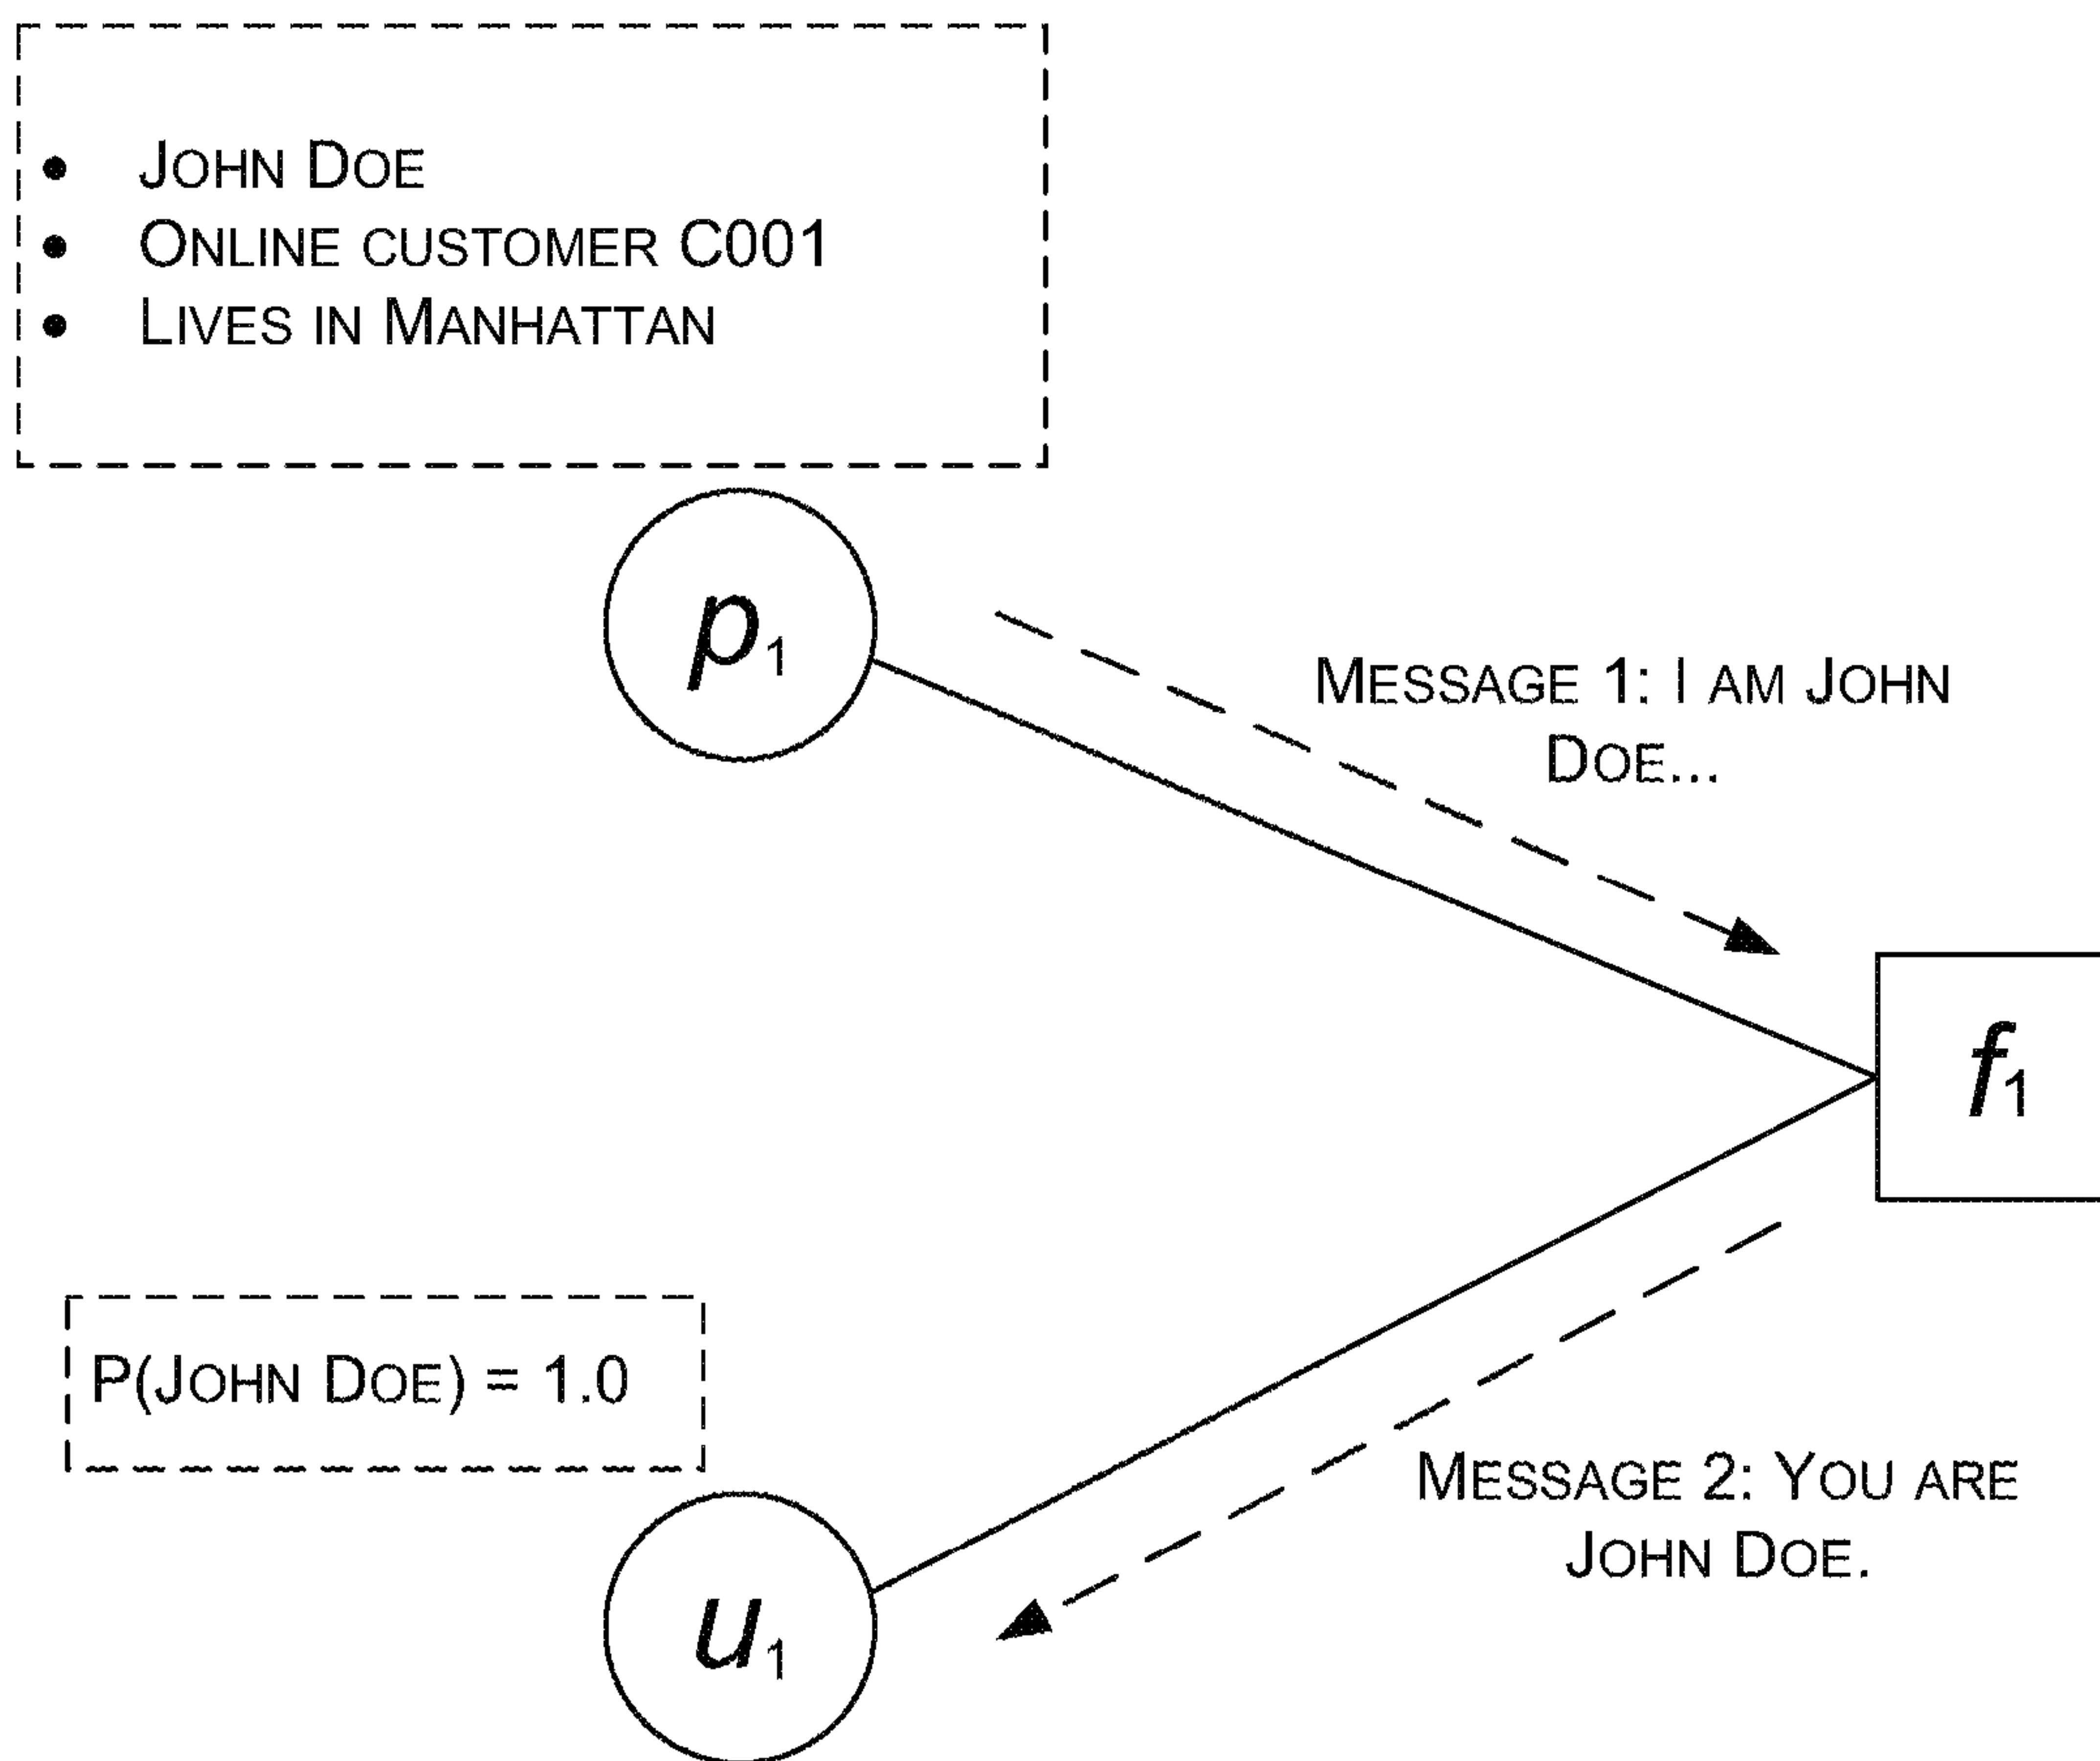 • John Doe
• Online customer C001
• Lives in Manhattan
p1
Message 1: I am John
Doe...
f1
P(John Doe) = 1.0
Message 2: You are
John Doe.
u1